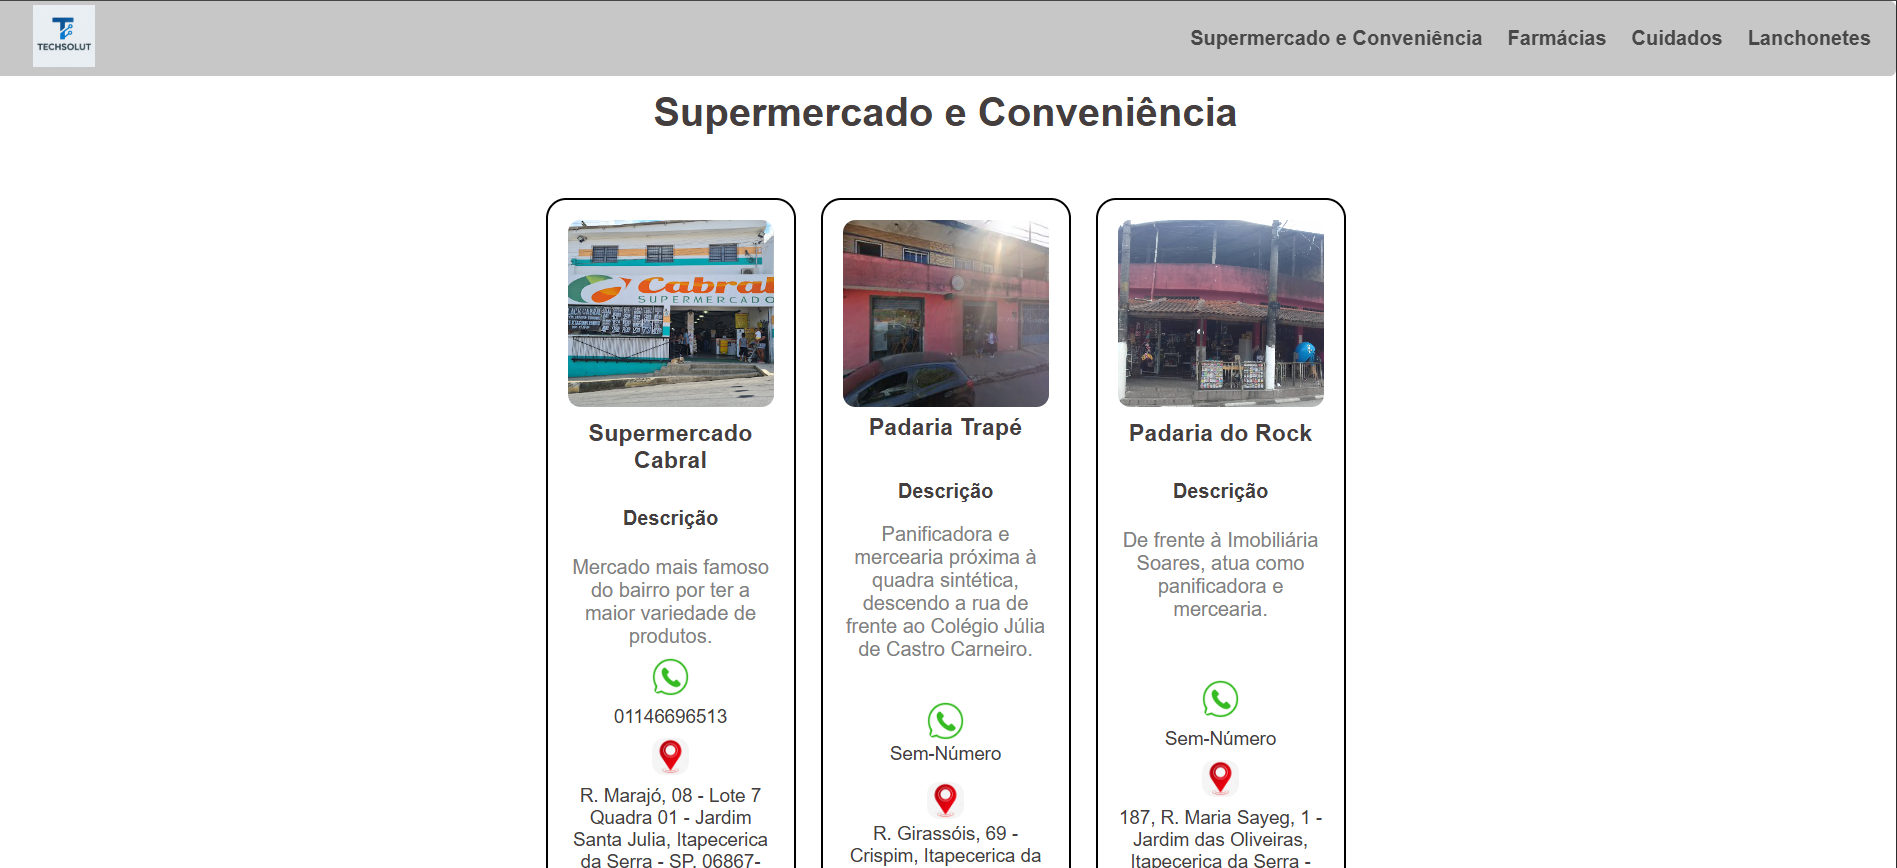 TECHSOLUT
Supermercado e Conveniência
Farmácias
Cuidados
Lanchonetes
Supermercado e Conveniência
Cabral
SUPERMERCADO
Supermercado
Cabral
Descrição
Mercado mais famoso
do bairro por ter a
maior variedade de
produtos.
01146696513
R. Marajó, 08 - Lote 7
Quadra 01 - Jardim
Santa Julia, Itapecerica
da Serra - SP, 06867-
Padaria Trapé
Descrição
Panificadora e
mercearia próxima à
quadra sintética,
descendo a rua de
frente ao Colégio Júlia
de Castro Carneiro.
Sem-Número
R. Girassóis, 69 -
Crispim, Itapecerica da
Padaria do Rock
Descrição
De frente à Imobiliária
Soares, atua como
panificadora e
mercearia.
Sem-Número
187, R. Maria Sayeg, 1 -
Jardim das Oliveiras,
Itapecerica da Serra -